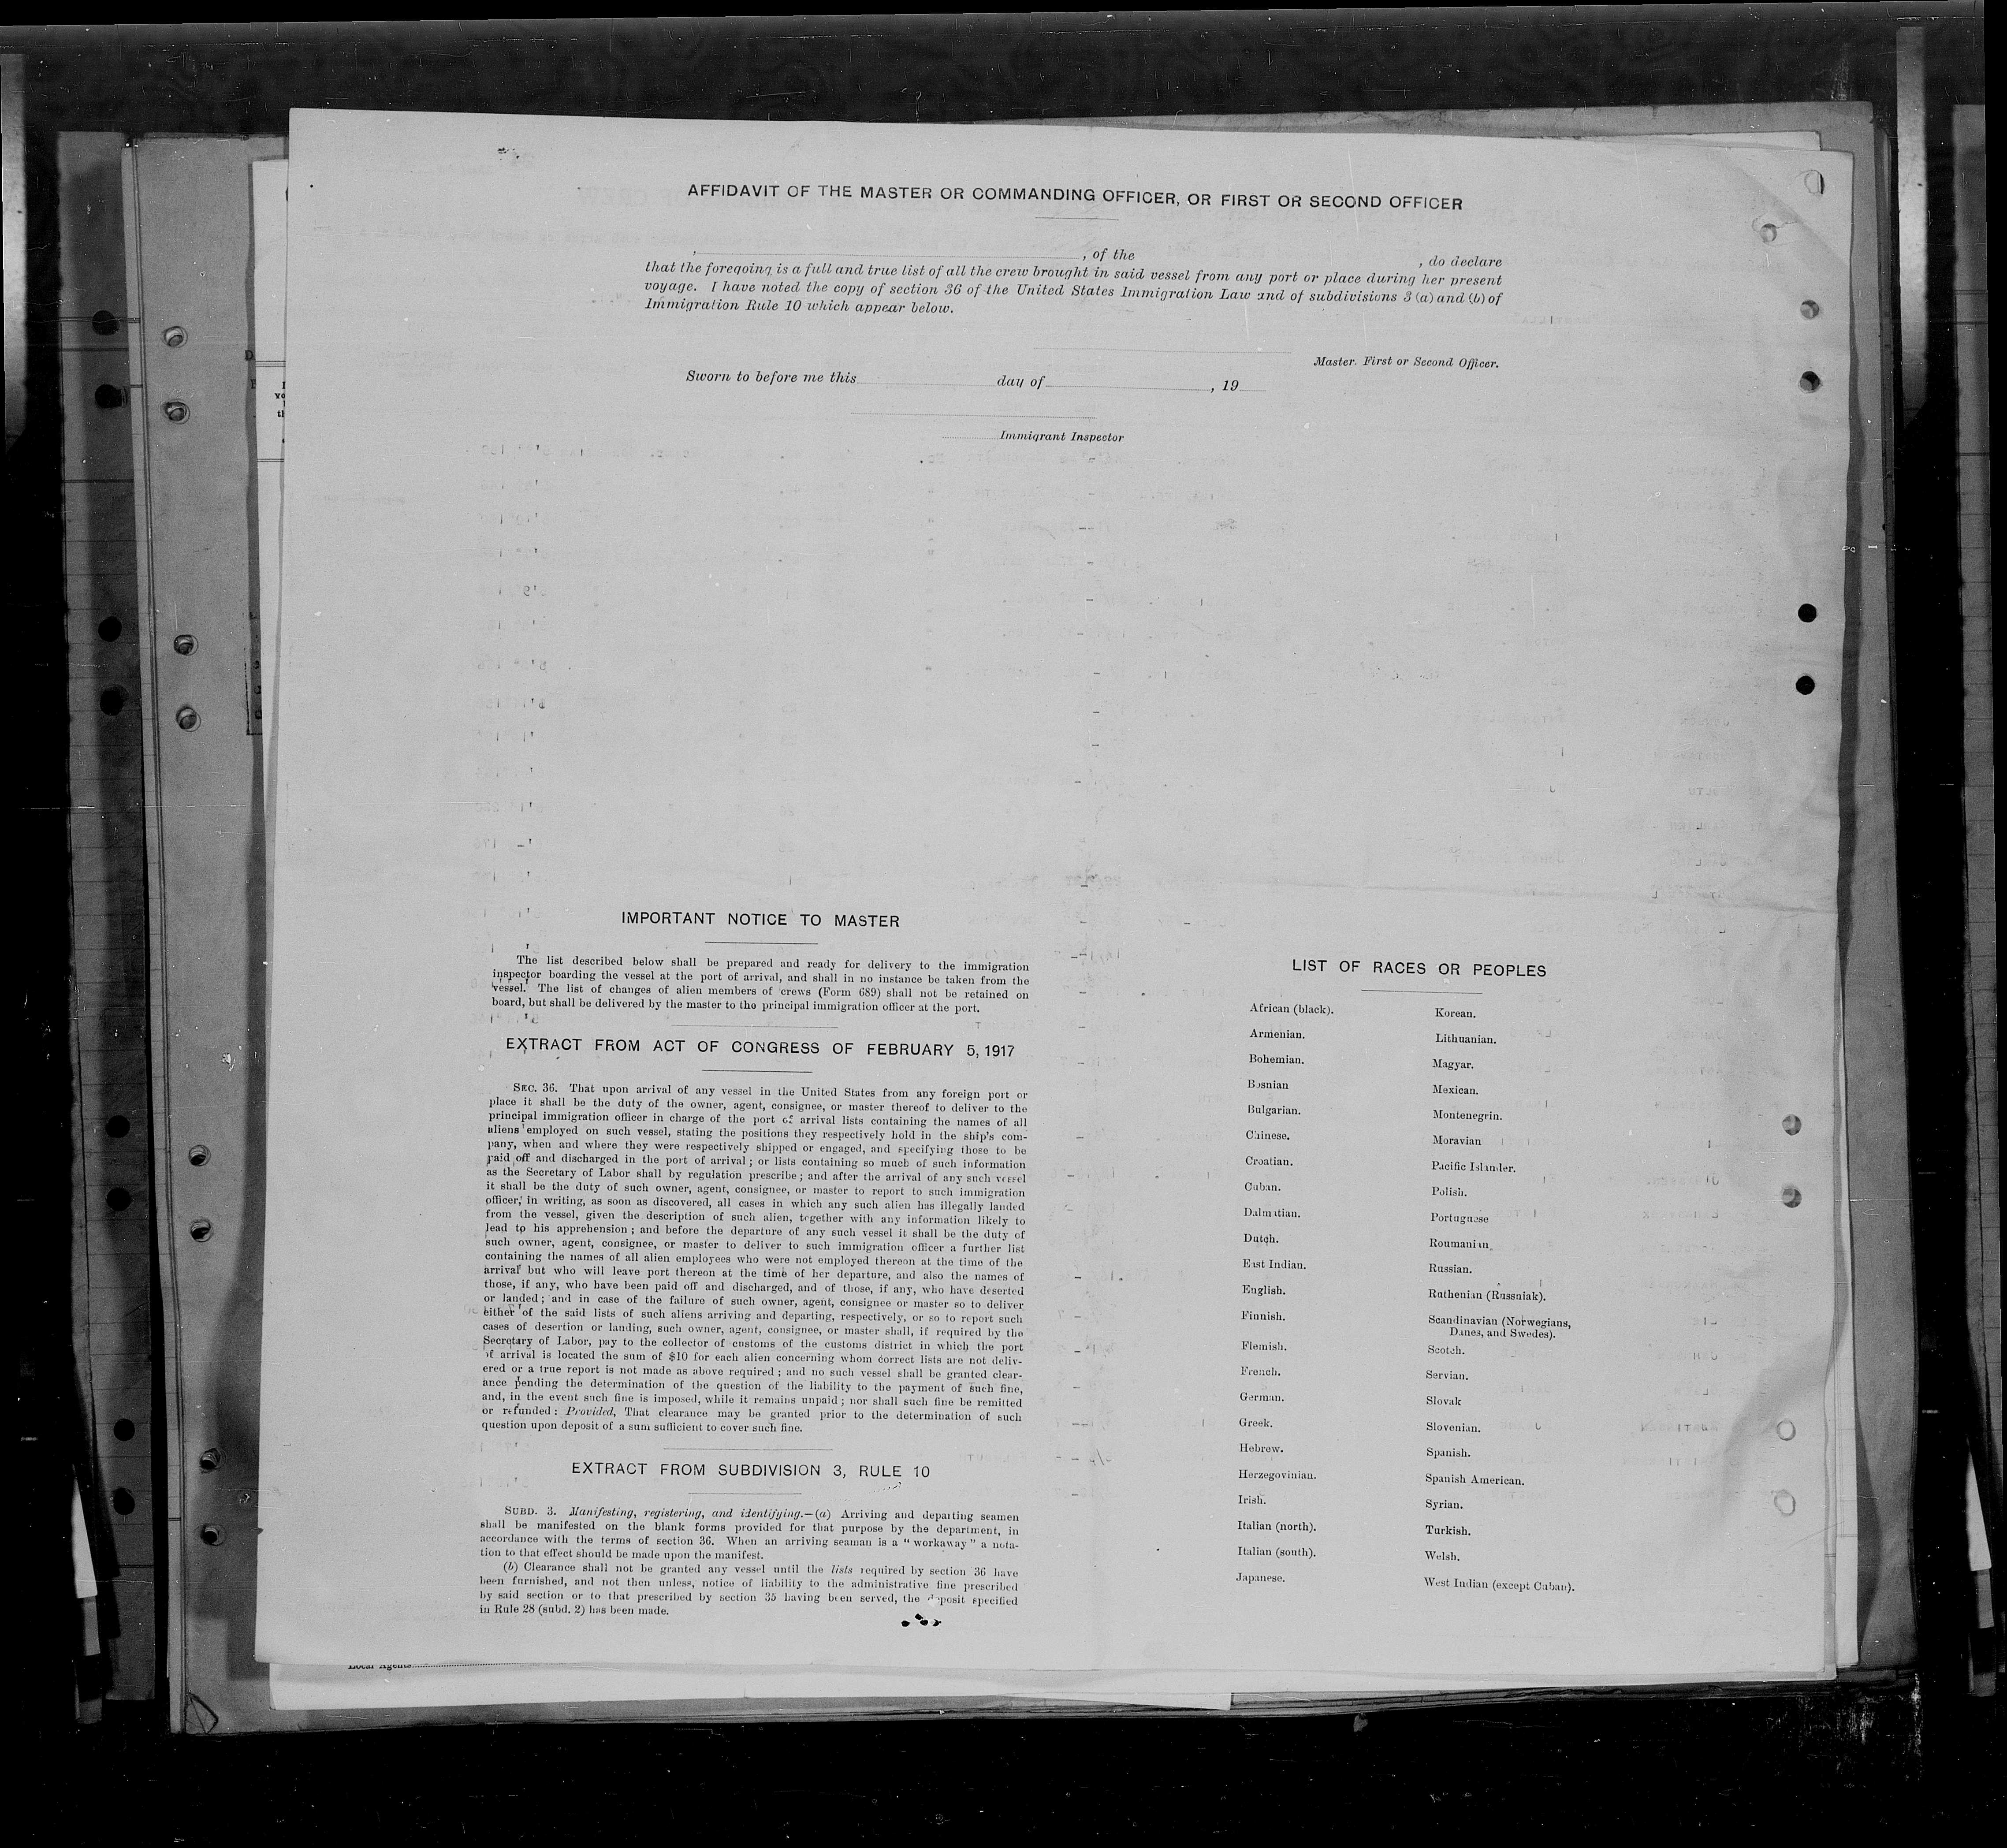 AFFIDAVIT OF THE MASTER OR COMMANDING OFFICER, OR FIRST OR SECOND OFFICER
, of the , do declare
that the foregoing is a full and true list of all the crew brought in said vessel from any port or place during her present
voyage. I have noted the copy of section 36 of the United States Immigration Law and of subdivisions 3 (a) and (b) of
Immigration Rule 10 which appear below.
Master, First or Second Officer.
Sworn to before me this day of , 19
Immigrant Inspector
IMPORTANT NOTICE TO MASTER
The list described below shall be prepared and ready for delivery to the immigration
inspector boarding the vessel at the port of arrival, and shall in no instance be taken from the
vessel. The list of changes of alien members of crews (Form 689) shall not be retained on
board, but shall be delivered by the master to the principal immigration officer at the port.
EXTRACT FROM ACT OF CONGRESS OF FEBRUARY 5, 1917
SEC. 36. That upon arrival of any vessel in the United States from any foreign port or
place it shall be the duty of the owner, agent, consignee, or master thereof to deliver to the
principal immigration officer in charge of the port of arrival lists containing the names of all
aliens employed on such vessel, stating the positions they respectively hold in the ship's com-
pany, when and where they were respectively shipped or engaged, and specifying those to be
paid off and discharged in the port of arrival; or lists containing so much of such information
as the Secretary of Labor shall by regulation prescribe; and after the arrival of any such vessel
it shall be the duty of such owner, agent, consignee, or master to report to such immigration
officer, in writing, as soon as discovered, all cases in which any such alien has illegally landed
from the vessel, given the description of such alien, together with any information likely to
lead to his apprehension; and before the departure of any such vessel it shall be the duty of
such owner, agent, consignee, or master to deliver to such immigration officer a further list
containing the names of all alien employees who were not employed thereon at the time of the
arrival but who will leave port thereon at the time of her departure, and also the names of
those, if any, who have been paid off and discharged, and of those, if any, who have deserted
or landed; and in case of the failure of such owner, agent, consignee or master so to deliver
either of the said lists of such aliens arriving and departing, respectively, or so to report such
cases of desertion or landing, such owner, agent, consignee, or master shall, if required by the
Secretary of Labor, pay to the collector of customs of the customs district in which the port
of arrival is located the sum of $10 for each alien concerning whom correct lists are not deliv-
ered or a true report is not made as above required; and no such vessel shall be granted clear-
ance pending the determination of the question of the liability to the payment of such fine,
and, in the event such fine is imposed, while it remains unpaid; nor shall such fine be remitted
or refunded: Provided, That clearance may be granted prior to the determination of such
question upon deposit of a sum sufficient to cover such fine.
EXTRACT FROM SUBDIVISION 3, RULE 10
SUBD. 3. Manifesting, registering, and identifying.—(a) Arriving and departing seamen
shall be manifested on the blank forms provided for that purpose by the department, in
accordance with the terms of section 36. When an arriving seaman is a "workaway" a nota-
tion to that effect should be made upon the manifest.
(b) Clearance shall not be granted any vessel until the lists required by section 36 have
been furnished, and not then unless, notice of liability to the administrative fine prescribed
by said section or to that prescribed by section 35 having been served, the deposit specified
in Rule 28 (subd. 2) has been made.
LIST OF RACES OR PEOPLES
African (black).
Armenian.
Bohemian.
Bosnian
Bulgarian.
Chinese.
Croatian.
Cuban.
Dalmatian.
Dutch.
East Indian.
English.
Finnish.
Flemish.
French.
German.
Greek.
Hebrew.
Herzegovinian.
Irish.
Italian (north).
Italian (south).
Japanese.
Korean.
Lithuanian.
Magyar.
Mexican.
Montenegrin.
Moravian
Pacific Islander.
Polish.
Portuguese
Roumanian.
Russian.
Ruthenian (Russniak).
Scandinavian (Norwegians,
Danes, and Swedes).
Scotch.
Servian.
Slovak
Slovenian.
Spanish.
Spanish American.
Syrian.
Turkish.
Welsh.
West Indian (except Cuban).
Local Agents